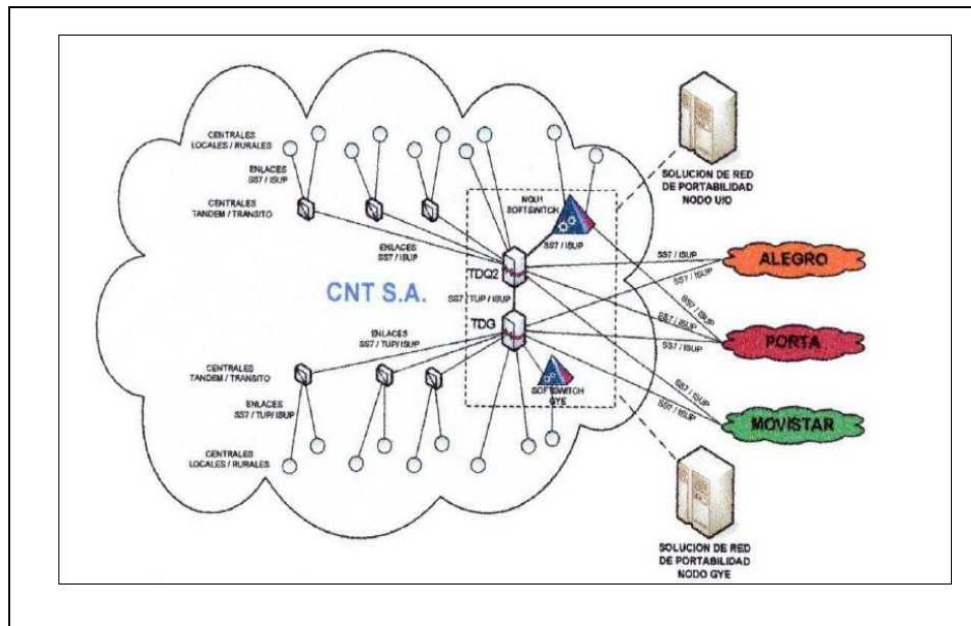 CENTRALES
LOCALES / RURALES
ENLACES
SS7 / ISUP
CENTRALES
TANDEM / TRANSITO
ENLACES
SS7 / ISUP
NGU1
SOFTSWITCH
SS7 / ISUP
TDQ2
CNT S.A.
SS7 / TUP / ISUP
TDG
ENLACES
SS7 / TUP/ ISUP
CENTRALES
TANDEM / TRANSITO
ENLACES
SS7 / TUP/ ISUP
SOFTSWITCH
GYE
CENTRALES
LOCALES / RURALES
SOLUCION DE RED
DE PORTABILIDAD
NODO UIO
SS7 / ISUP
ALEGRO
SS7 / ISUP
SS7 / ISUP
SS7 / ISUP
PORTA
SS7 / ISUP
SS7 / ISUP
MOVISTAR
SS7 / ISUP
SOLUCION DE RED
DE PORTABILIDAD
NODO GYE